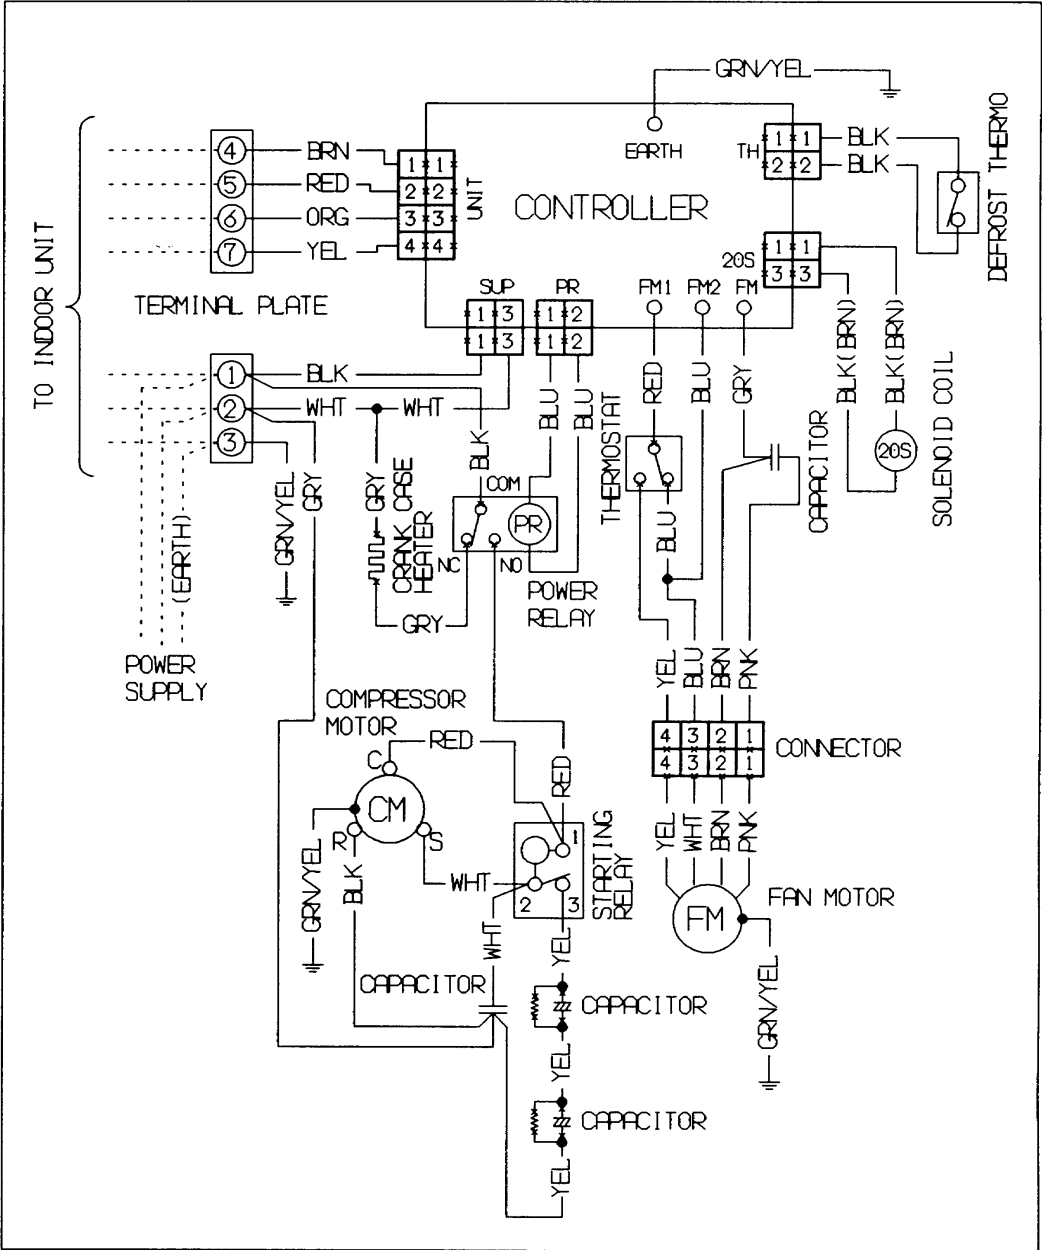 GRN/YEL
EARTH
TH
1 1
2 2
BLK
BLK
DEFROST THERMO
4 BRN
5 RED
6 ORG
7 YEL
1 1
2 2
3 3
4 4
UNIT
CONTROLLER
TO INDOOR UNIT
TERMINAL PLATE
20S
1 1
3 3
SUP
1 3
1 3
PR
1 2
1 2
FM1
FM2
FM
1 BLK
2 WHT
WHT
3
BLK
BLU
BLU
RED
BLU
GRY
BLK(BRN)
BLK(BRN)
20S
SOLENOID COIL
THERMOSTAT
CAPACITOR
GRN/YEL
GRY
GRY
CRANK CASE
HEATER
COM
PR
NC
NO
POWER
RELAY
BLU
(EARTH)
GRY
POWER
SUPPLY
YEL
BLU
BRN
PNK
COMPRESSOR
MOTOR
RED
C
CM
R
S
RED
4 3 2 1
4 3 2 1
CONNECTOR
GRN/YEL
BLK
WHT
1
2
3
STARTING
RELAY
YEL
WHT
BRN
PNK
FM
FAN MOTOR
GRN/YEL
WHT
YEL
CAPACITOR
CAPACITOR
YEL
CAPACITOR
YEL